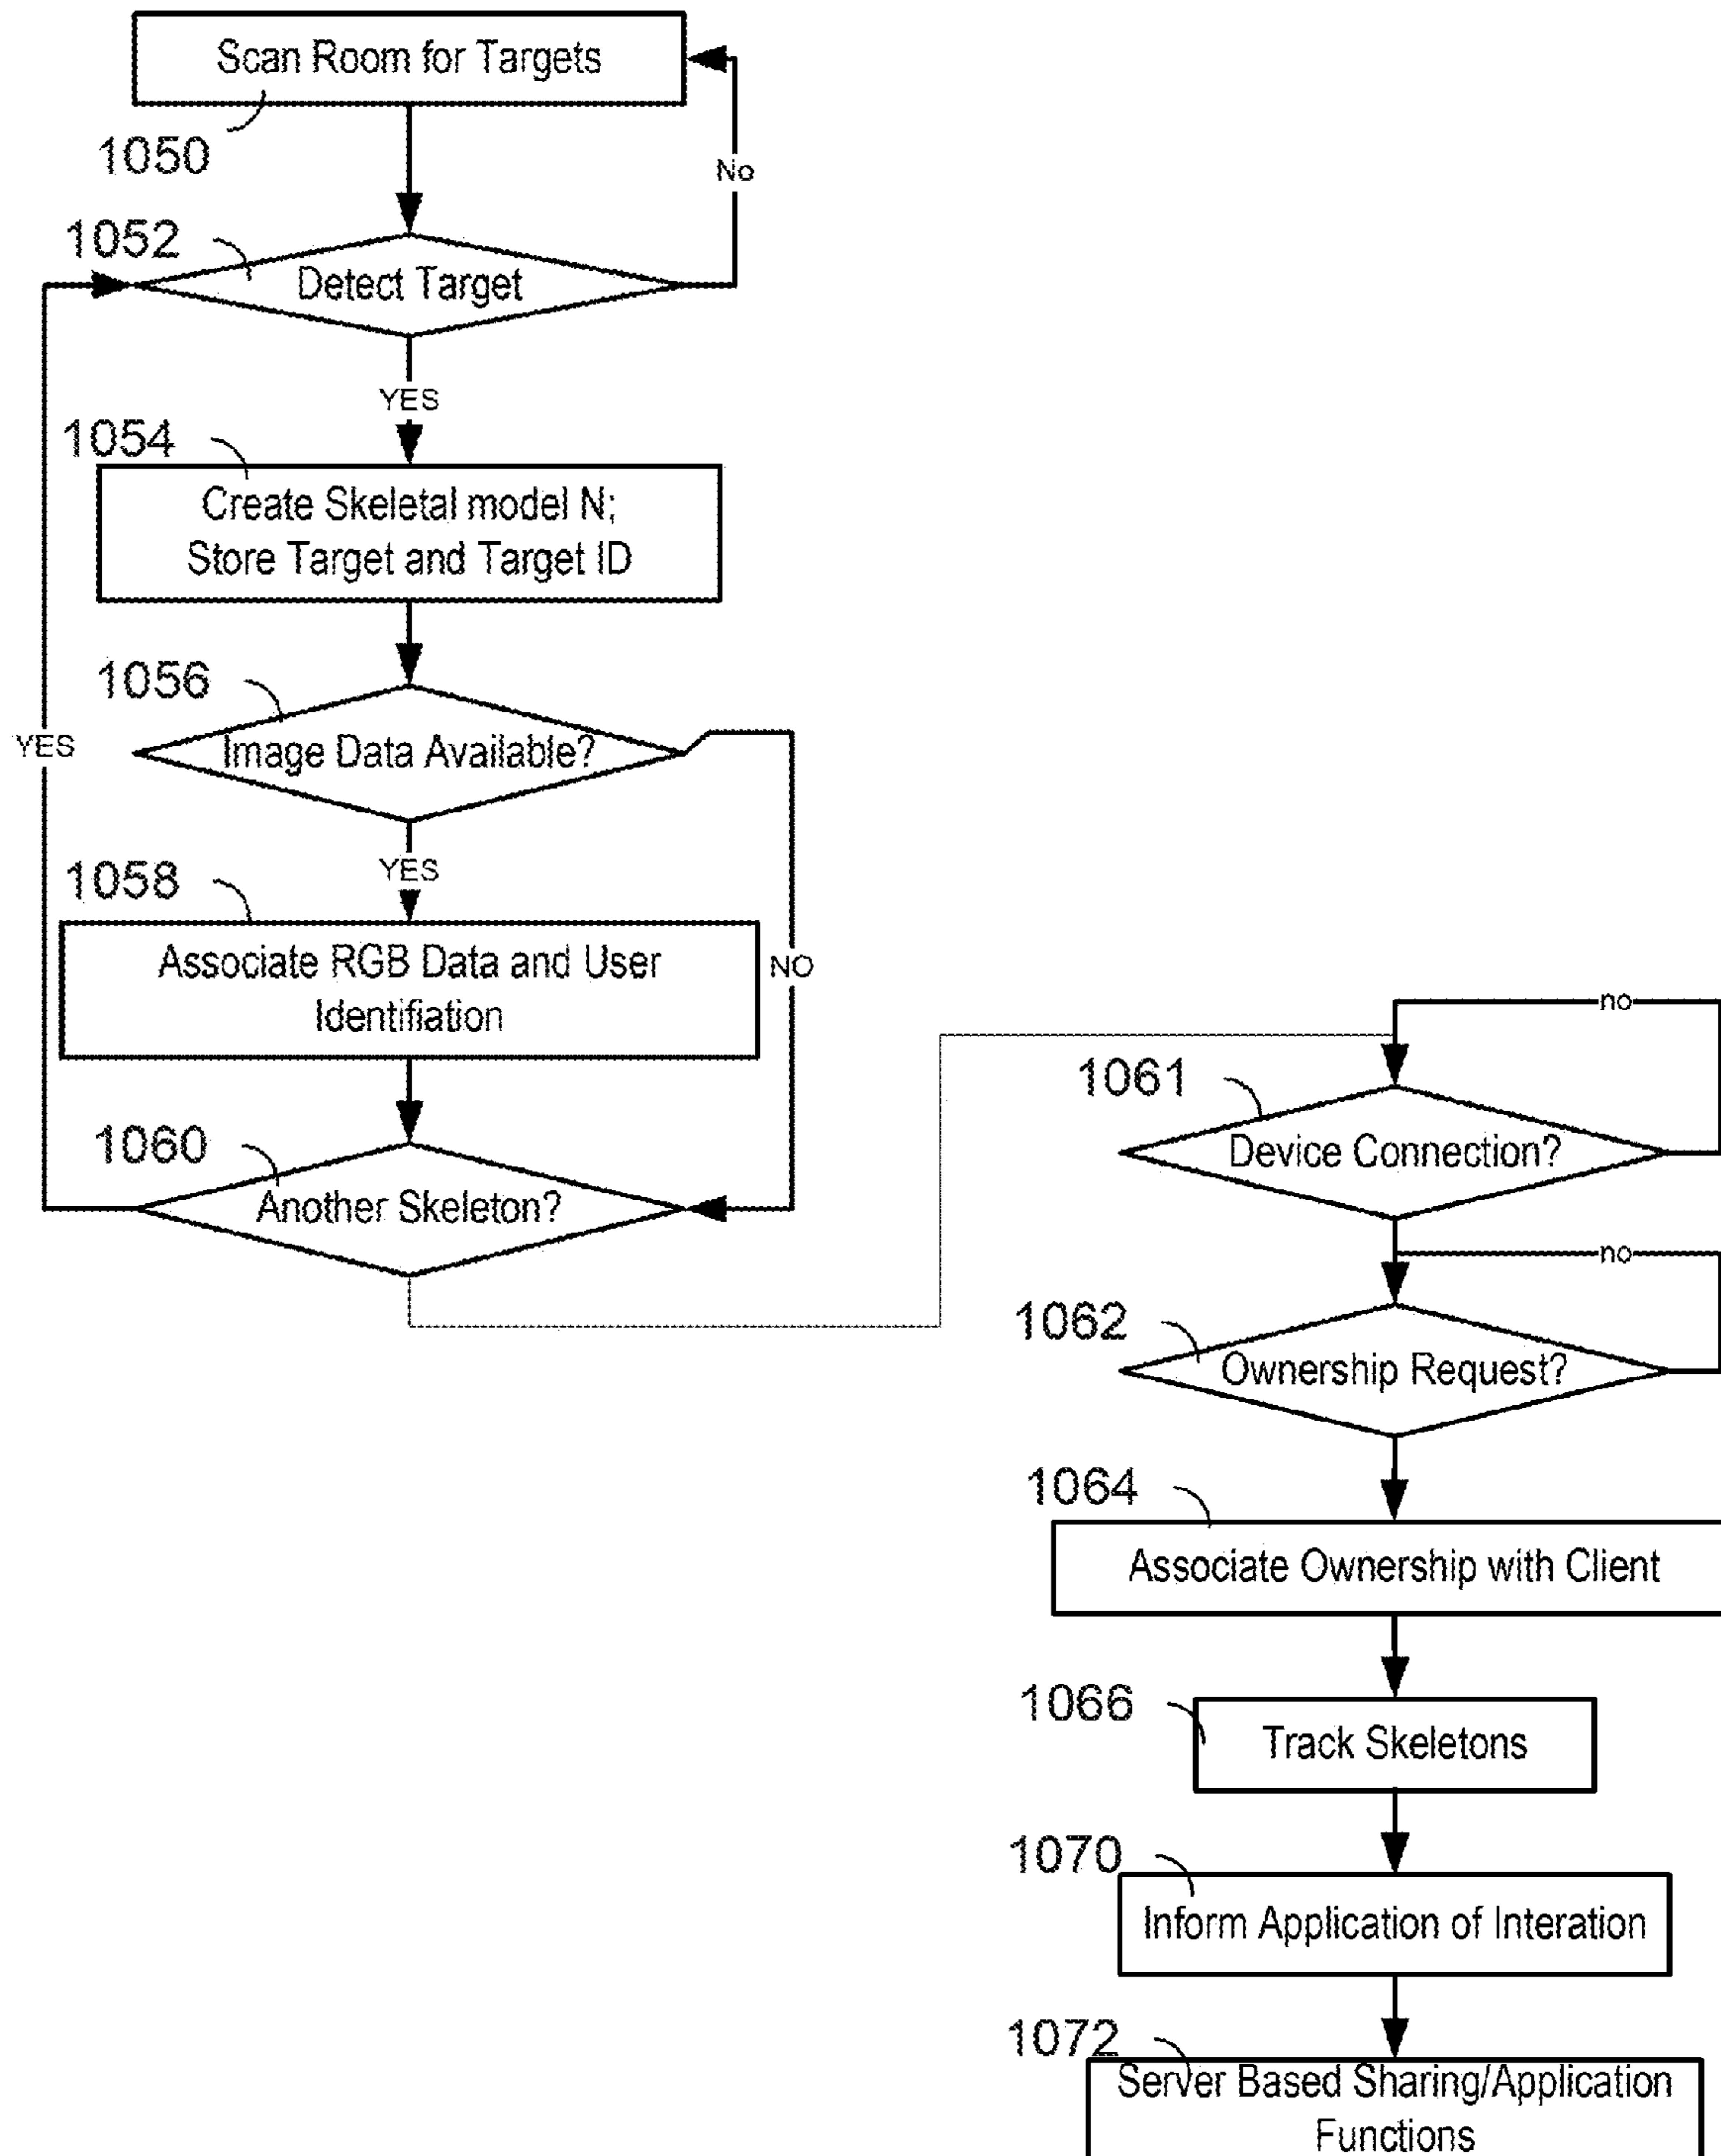 Scan Room for Targets
1050
No
1052
Detect Target
YES
1054
Create Skeletal model N;
Store Target and Target ID
1056
Image Data Available?
YES
YES
1058
Associate RGB Data and User
Identifiation
NO
1060
Another Skeleton?
no
1061
Device Connection?
no
1062
Ownership Request?
1064
Associate Ownership with Client
1066
Track Skeletons
1070
Inform Application of Interation
1072
Server Based Sharing/Application
Functions